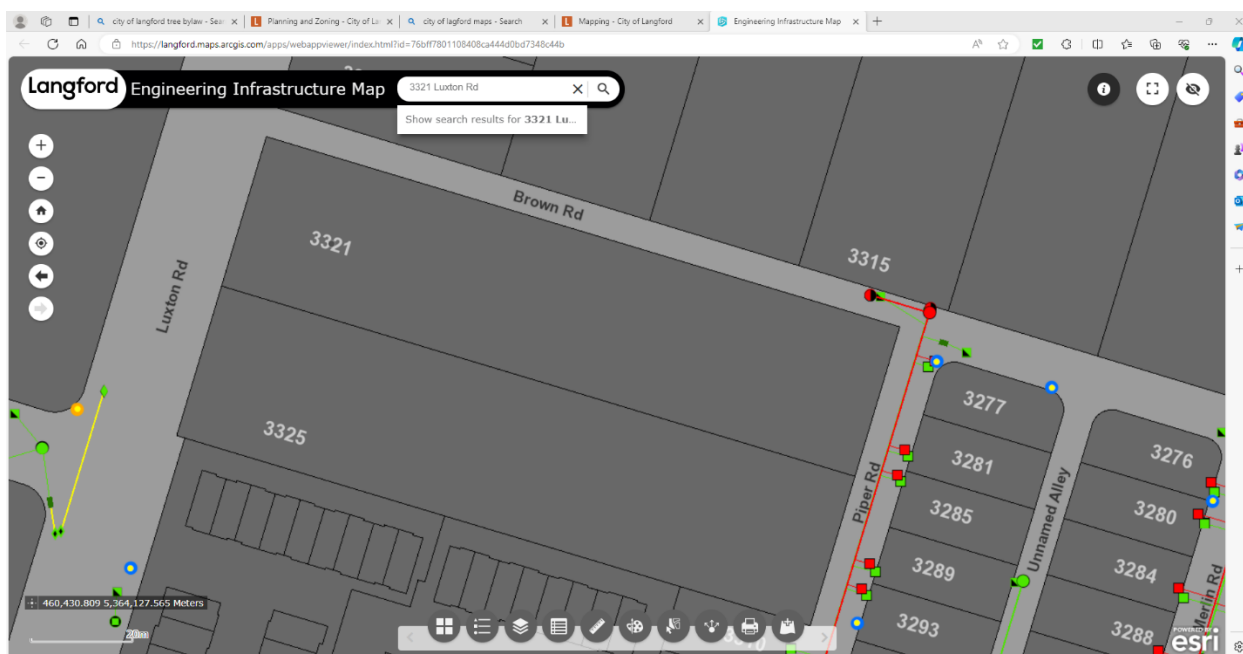 city of langford tree bylaw - Sear
Planning and Zoning - City of La
city of lagford maps - Search
Mapping - City of Langford
Engineering Infrastructure Map
https://langford.maps.arcgis.com/apps/webappviewer/index.html?id=76bff7801108408ca444d0bd7348c44b
Langford Engineering Infrastructure Map
3321 Luxton Rd
Show search results for 3321 Lu...
Brown Rd
3321
3315
Luxton Rd
3325
3277
3281
3276
Piper Rd
3285
Unnamed Alley
3280
3289
3284
Merlin Rd
3293
3288
460,430.809 5,364,127.565 Meters
20m
POWERED BY
esri